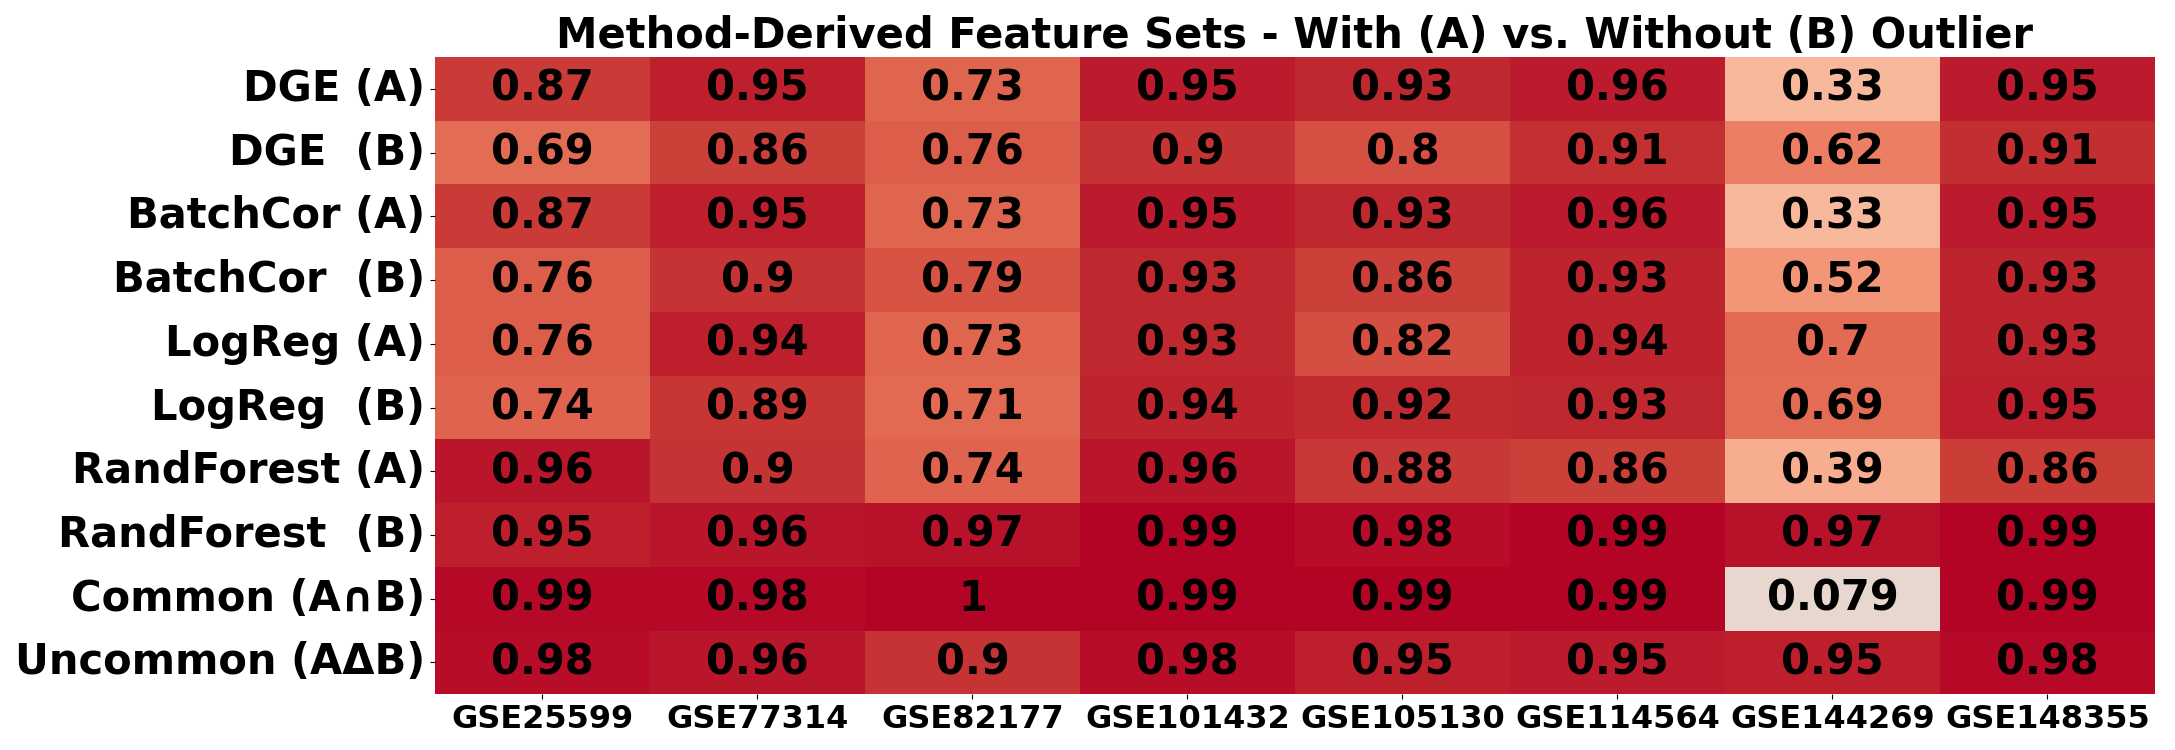 Method-Derived Feature Sets - With (A) vs. Without (B) Outlier
DGE (A) 0.87 0.95 0.73 0.95 0.93 0.96 0.33 0.95
DGE  (B) 0.69 0.86 0.76 0.9 0.8 0.91 0.62 0.91
BatchCor (A) 0.87 0.95 0.73 0.95 0.93 0.96 0.33 0.95
BatchCor  (B) 0.76 0.9 0.79 0.93 0.86 0.93 0.52 0.93
LogReg (A) 0.76 0.94 0.73 0.93 0.82 0.94 0.7 0.93
LogReg  (B) 0.74 0.89 0.71 0.94 0.92 0.93 0.69 0.95
RandForest (A) 0.96 0.9 0.74 0.96 0.88 0.86 0.39 0.86
RandForest  (B) 0.95 0.96 0.97 0.99 0.98 0.99 0.97 0.99
Common (A∩B) 0.99 0.98 1 0.99 0.99 0.99 0.079 0.99
Uncommon (AΔB) 0.98 0.96 0.9 0.98 0.95 0.95 0.95 0.98
GSE25599 GSE77314 GSE82177 GSE101432 GSE105130 GSE114564 GSE144269 GSE148355